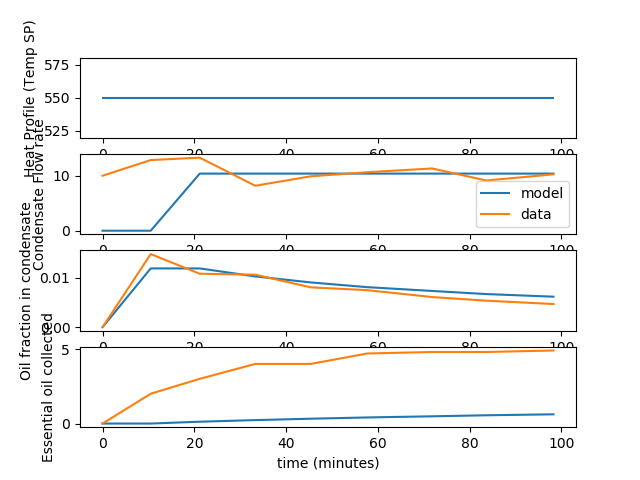 Heat Profile (Temp SP)
575
550
525
0 20 40 60 80 100
Condensate Flow rate
10
0
model
data
0 20 40 60 80 100
Oil fraction in condensate
0.01
0.00
0 20 40 60 80 100
Essential oil collected
5
0
0 20 40 60 80 100
time (minutes)